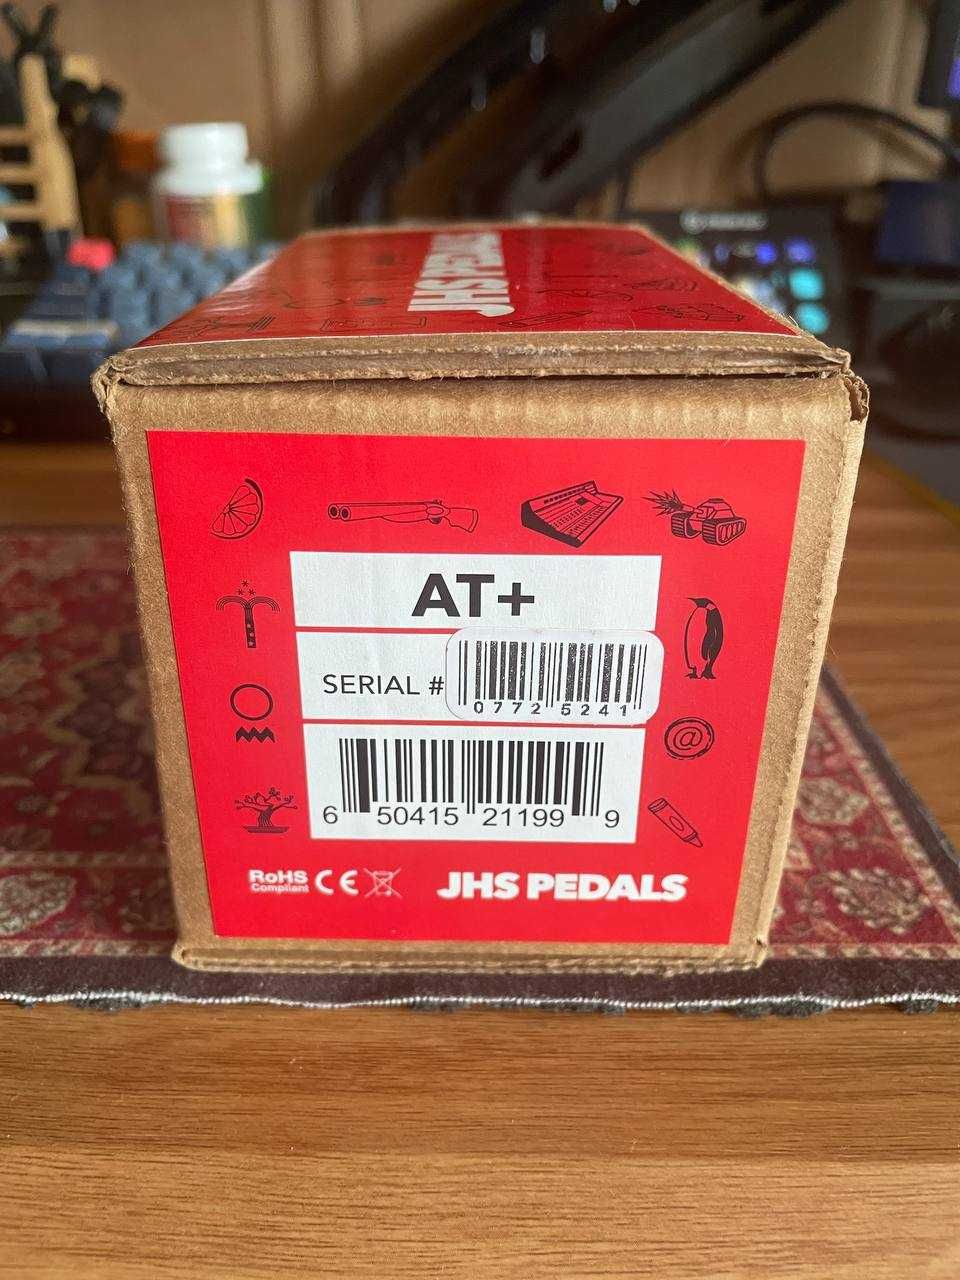 JHS PEDALS
AT+
SERIAL #
0772 5241
6 50415 21199 9
RoHS
Compliant
CE
JHS PEDALS